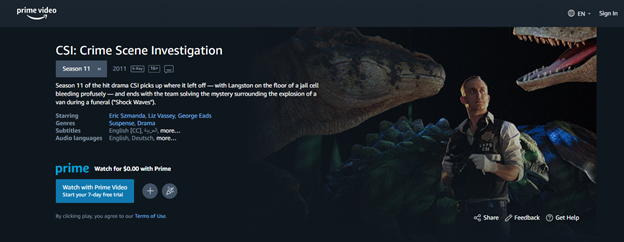 prime video
EN
Sign In
CSI: Crime Scene Investigation
Season 11
2011
X-Ray
16+
Season 11 of the hit drama CSI picks up where it left off — with Langston on the floor of a jail cell
bleeding profusely — and ends with the team solving the mystery surrounding the explosion of a
van during a funeral ("Shock Waves").
Starring Eric Szmanda, Liz Vassey, George Eads
Genres Suspense, Drama
Subtitles English [CC], العربية, more...
Audio languages English, Deutsch, more...
prime Watch for $0.00 with Prime
Watch with Prime Video
Start your 7-day free trial
Share Feedback Get Help
By clicking play, you agree to our Terms of Use.